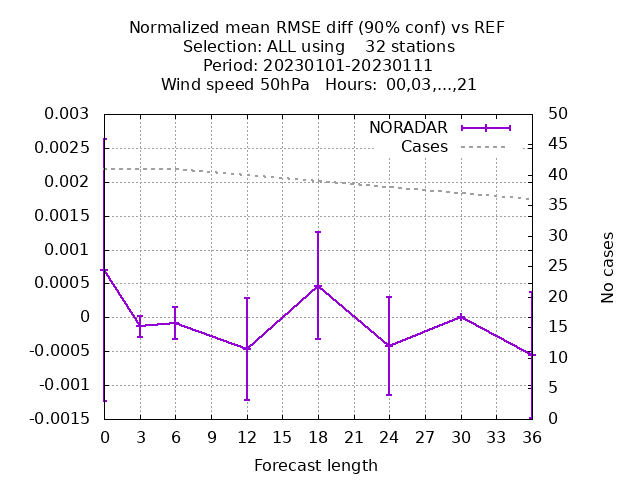 Normalized mean RMSE diff (90% conf) vs REF
Selection: ALL using    32 stations
Period: 20230101-20230111
Wind speed 50hPa   Hours:  00,03,...,21
0.003
0.0025
0.002
0.0015
0.001
0.0005
0
-0.0005
-0.001
-0.0015
NORADAR
Cases
50
45
40
35
30
25
20
15
10
5
0
No cases
0 3 6 9 12 15 18 21 24 27 30 33 36
Forecast length